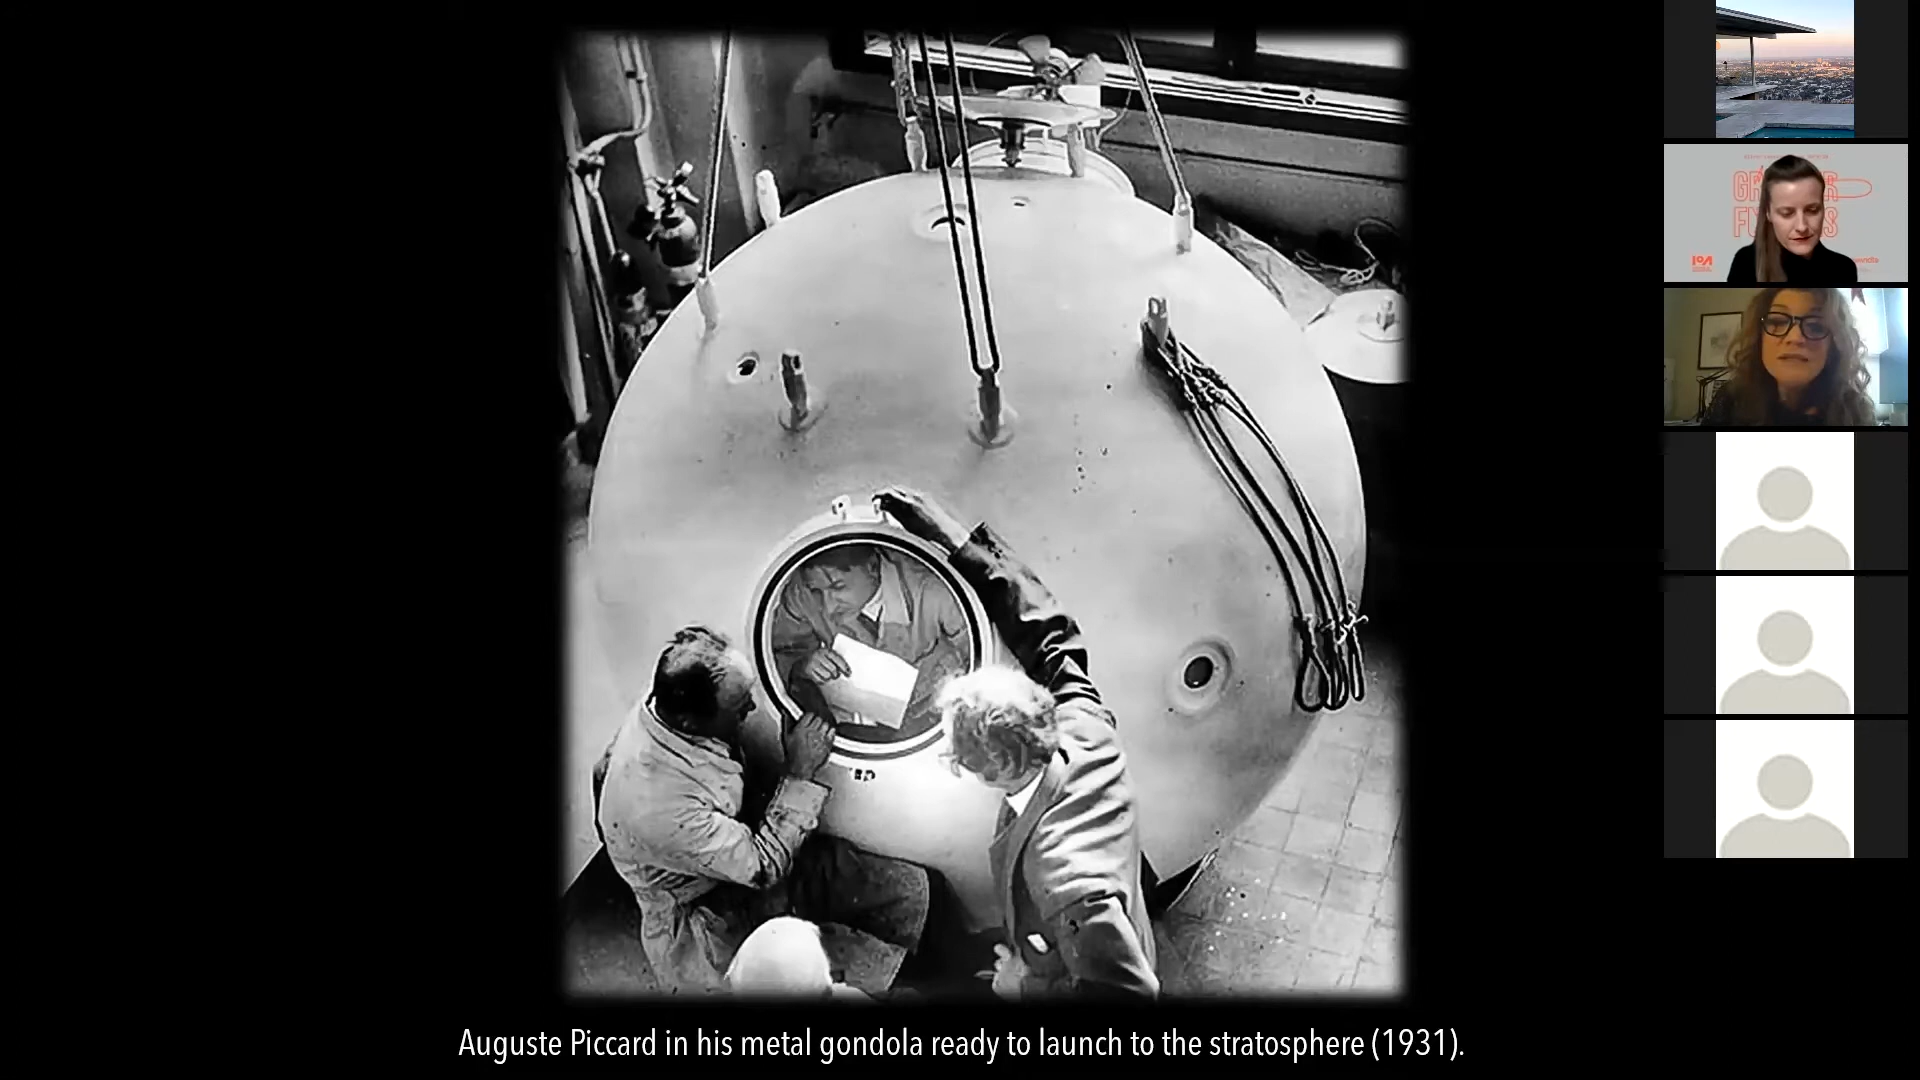 Auguste Piccard in his metal gondola ready to launch to the stratosphere (1931).